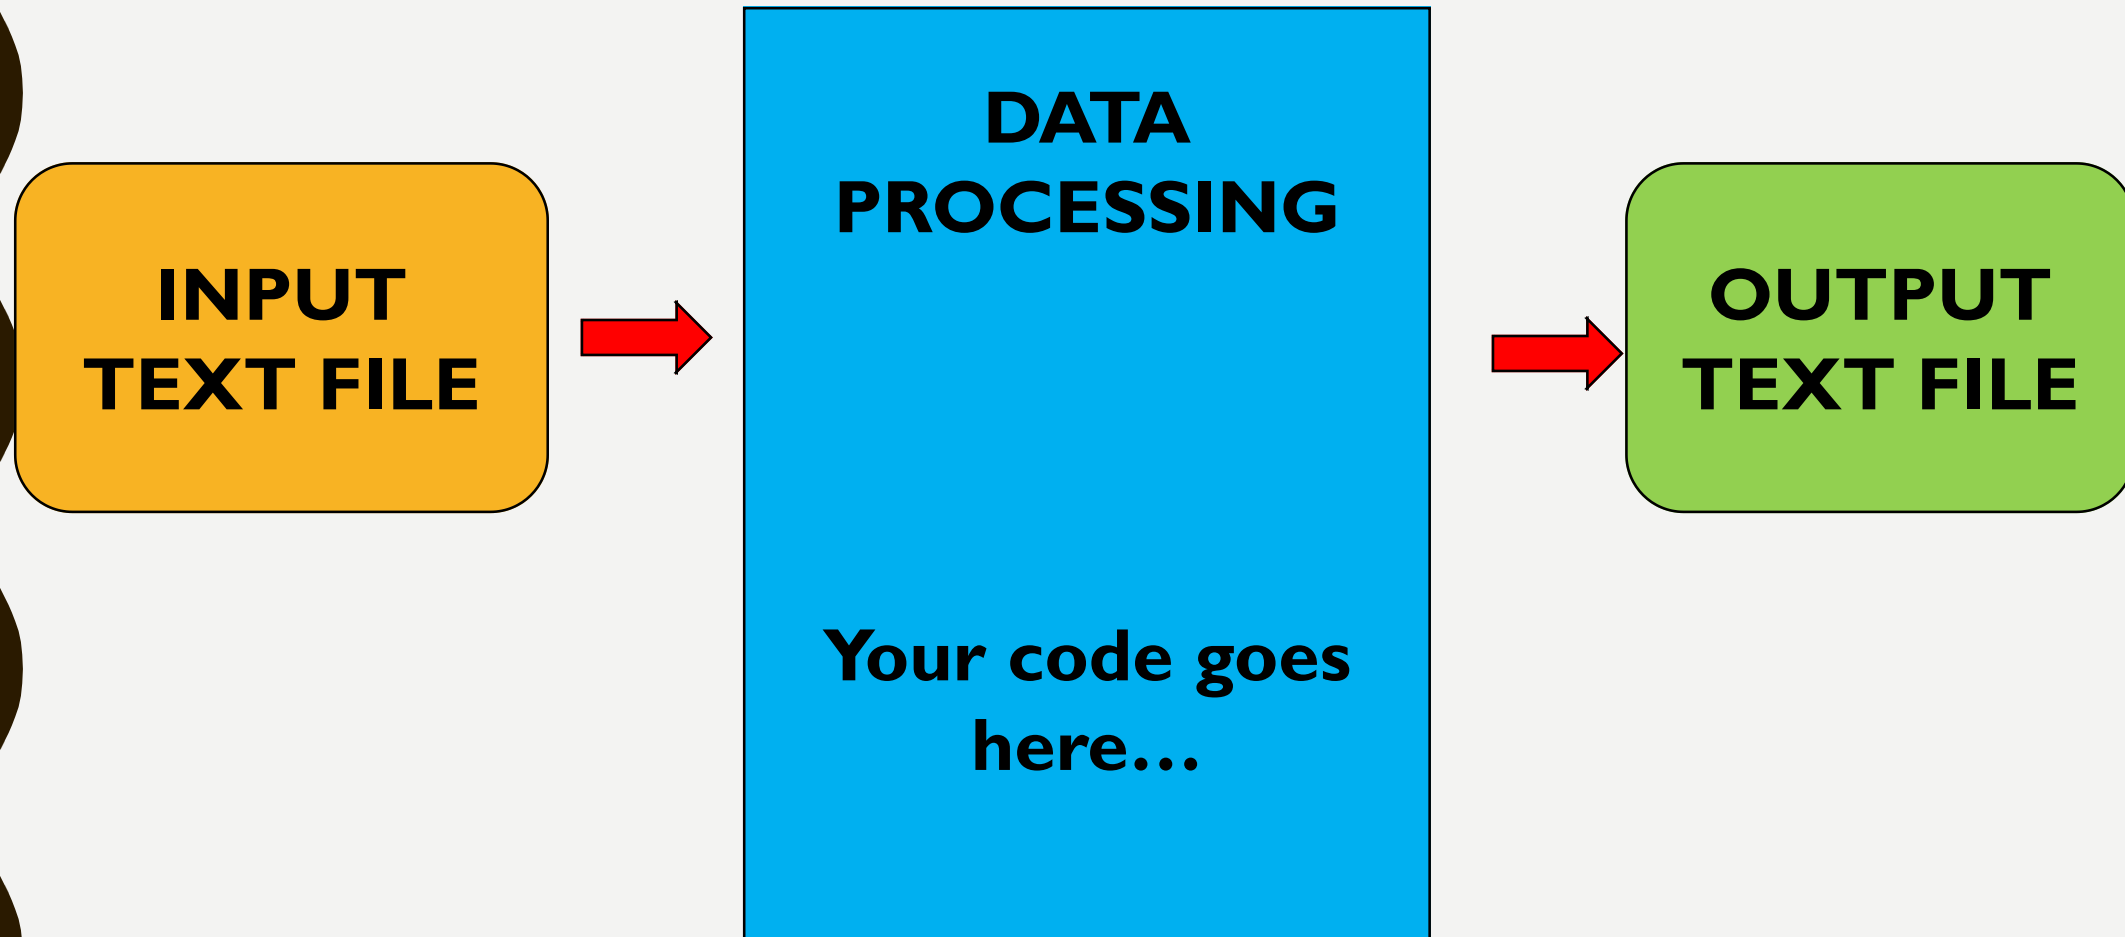 INPUT
TEXT FILE
DATA
PROCESSING
Your code goes
here…
OUTPUT
TEXT FILE